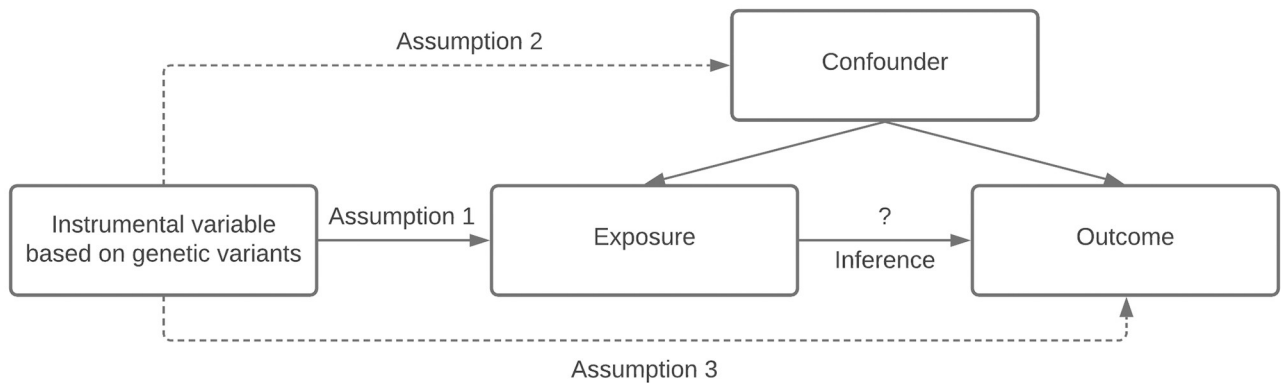 Assumption 2
Confounder
Instrumental variable
based on genetic variants
Assumption 1
Exposure
?
Inference
Outcome
Assumption 3